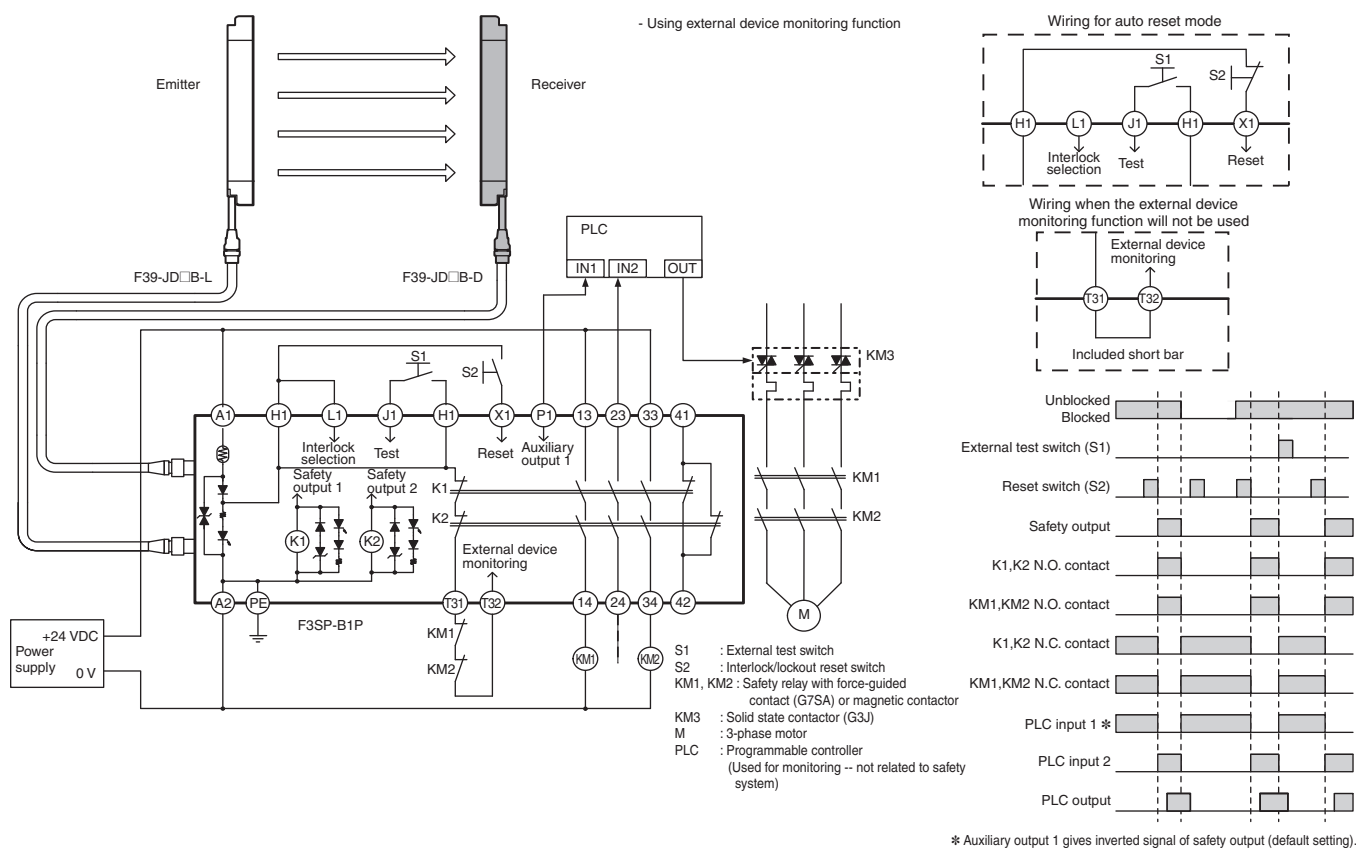 - Using external device monitoring function
Emitter
Receiver
F39-JD□B-L
F39-JD□B-D
PLC
IN1
IN2
OUT
KM3
S1
S2
A1
H1
L1
J1
H1
X1
P1
13
23
33
41
Interlock
selection
Test
Reset
Auxiliary
output 1
Safety
output 1
Safety
output 2
K1
K2
K1
K2
External device
monitoring
KM1
KM2
A2
PE
T31
T32
14
24
34
42
M
F3SP-B1P
KM1
KM2
KM1
KM2
+24 VDC
Power
supply
0 V
S1 : External test switch
S2 : Interlock/lockout reset switch
KM1, KM2 : Safety relay with force-guided
contact (G7SA) or magnetic contactor
KM3 : Solid state contactor (G3J)
M : 3-phase motor
PLC : Programmable controller
(Used for monitoring -- not related to safety
system)
Wiring for auto reset mode
S1
S2
H1
L1
J1
H1
X1
Interlock
selection
Test
Reset
Wiring when the external device
monitoring function will not be used
External device
monitoring
T31
T32
Included short bar
Unblocked
Blocked
External test switch (S1)
Reset switch (S2)
Safety output
K1,K2 N.O. contact
KM1,KM2 N.O. contact
K1,K2 N.C. contact
KM1,KM2 N.C. contact
PLC input 1 ✽
PLC input 2
PLC output
✽ Auxiliary output 1 gives inverted signal of safety output (default setting).